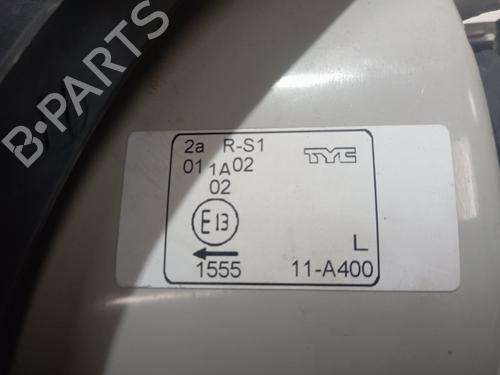 B-PARTS
2a R-S1 TYC
01 1A 02
02
E13
L
1555 11-A400